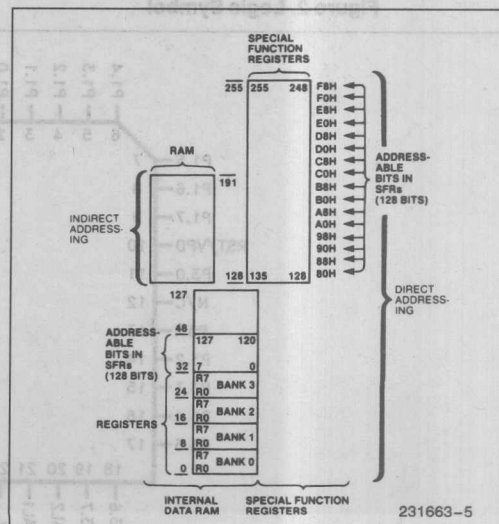 SPECIAL
FUNCTION
REGISTERS
255
255 248
F8H
F0H
E8H
E0H
D8H
D0H
C8H
C0H
B8H
B0H
A8H
A0H
98H
90H
88H
80H
ADDRESS-
ABLE
BITS IN
SFRs
(128 BITS)
RAM
191
INDIRECT
ADDRESS-
ING
128
135 128
DIRECT
ADDRESS-
ING
127
48
127 120
ADDRESS-
ABLE
BITS IN
SFRs
(128 BITS)
32
7 0
R7
BANK 3
24
R0
R7
BANK 2
16
R0
REGISTERS
R7
BANK 1
8
R0
R7
BANK 0
0
R0
INTERNAL
DATA RAM
SPECIAL FUNCTION
REGISTERS
231663-5
Figure 2. Logic Symbol